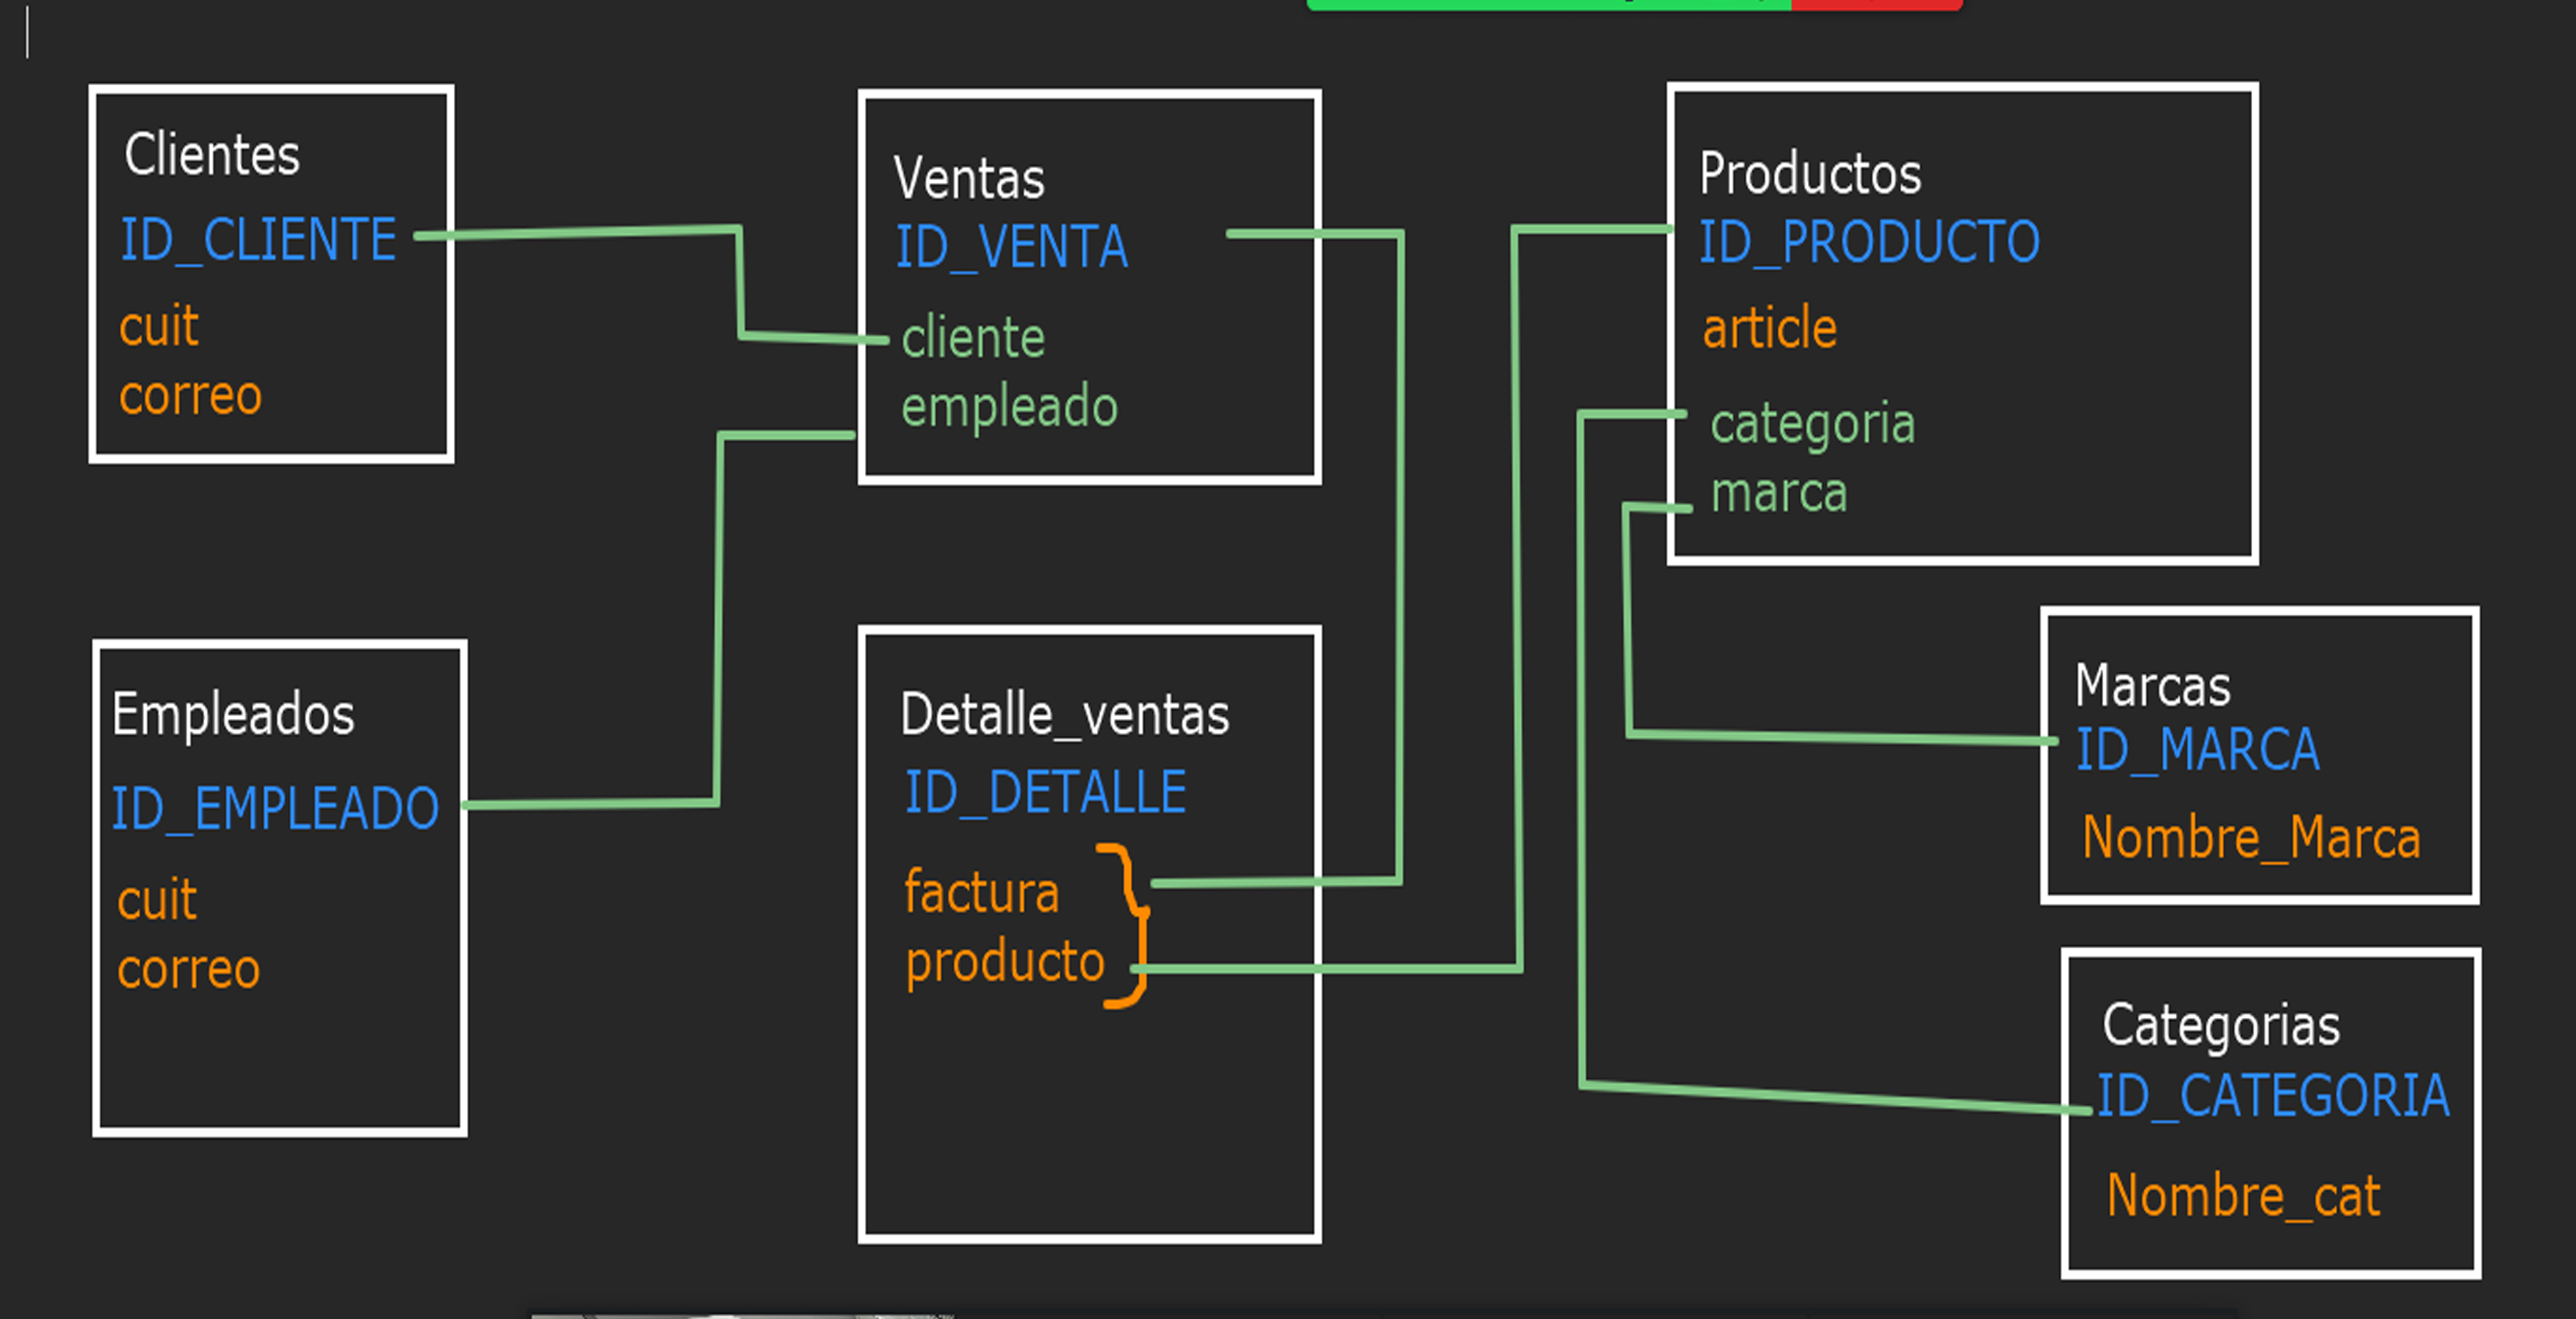 Clientes
ID_CLIENTE
cuit
correo
Ventas
ID_VENTA
cliente
empleado
Productos
ID_PRODUCTO
article
categoria
marca
Empleados
ID_EMPLEADO
cuit
correo
Detalle_ventas
ID_DETALLE
factura
producto
Marcas
ID_MARCA
Nombre_Marca
Categorias
ID_CATEGORIA
Nombre_cat